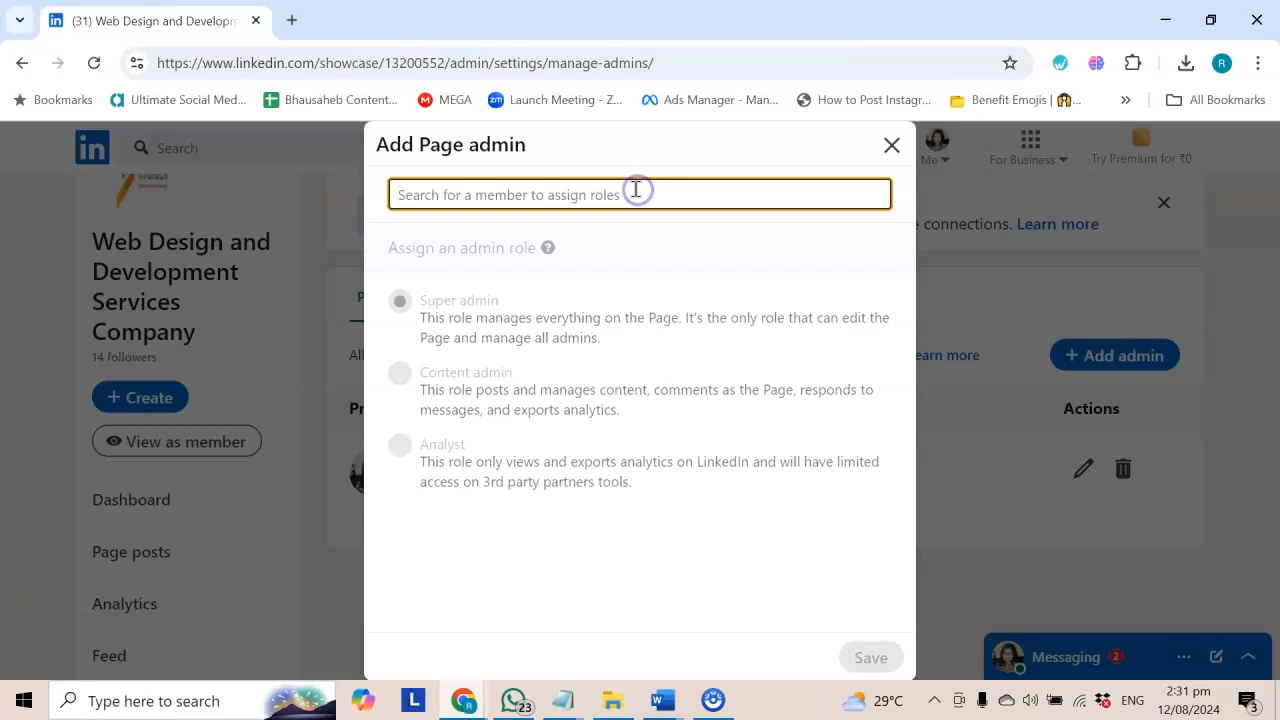 (31) Web Design and Developm
https://www.linkedin.com/showcase/13200552/admin/settings/manage-admins/
Bookmarks
Ultimate Social Med...
Bhausaheb Content...
MEGA
Launch Meeting - Z...
Ads Manager - Man...
How to Post Instagr...
Benefit Emojis |
All Bookmarks
R
in
Search
Me
For Business
Try Premium for ₹0
Add Page admin
Search for a member to assign roles
e connections. Learn more
Assign an admin role
Web Design and
Development
Services
Company
14 followers
+ Create
View as member
Dashboard
Page posts
Analytics
Feed
Super admin
This role manages everything on the Page. It's the only role that can edit the
Page and manage all admins.
Content admin
This role posts and manages content, comments as the Page, responds to
messages, and exports analytics.
Analyst
This role only views and exports analytics on LinkedIn and will have limited
access on 3rd party partners tools.
Save
earn more
+ Add admin
Actions
Messaging 2
Type here to search
L
23
29°C
ENG
2:31 pm
12/08/2024
3